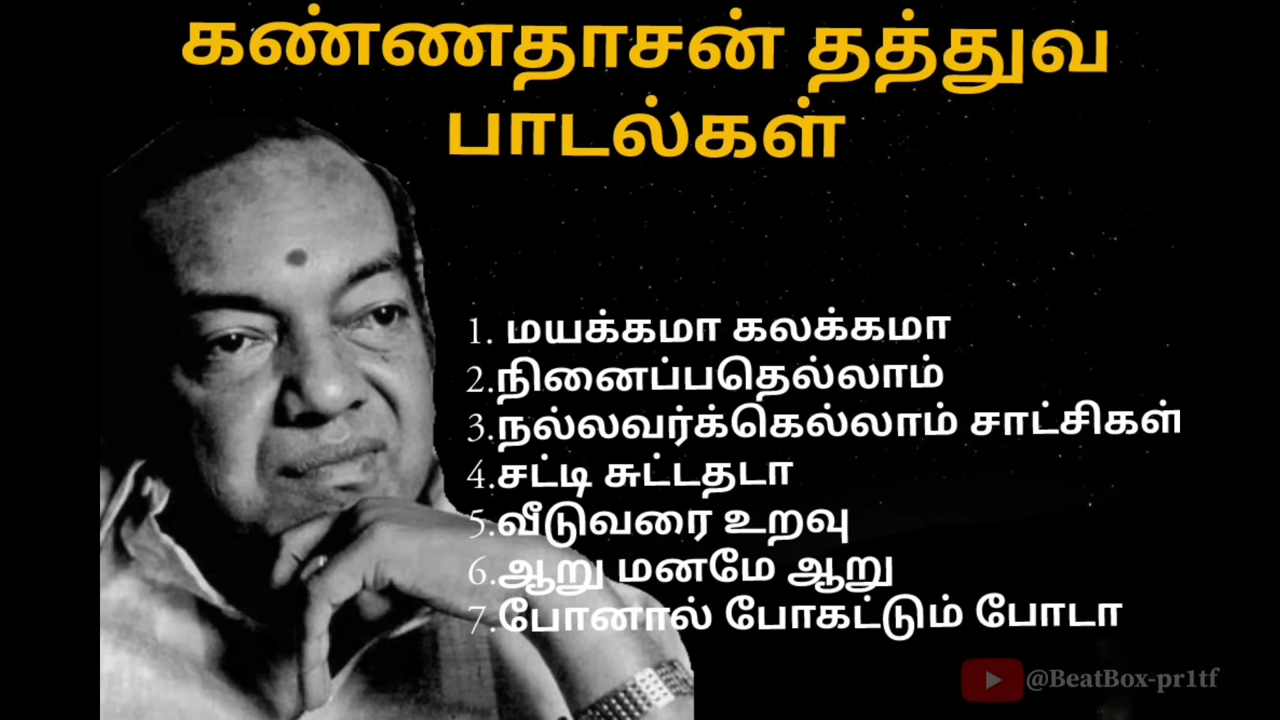 கண்ணதாசன் தத்துவ
பாடல்கள்
1. மயக்கமா கலக்கமா
2.நினைப்பதெல்லாம்
3.நல்லவர்க்கெல்லாம் சாட்சிகள்
4.சட்டி சுட்டதடா
5.வீடுவரை உறவு
6.ஆறு மனமே ஆறு
7.போனால் போகட்டும் போடா
@BeatBox-pr1tf